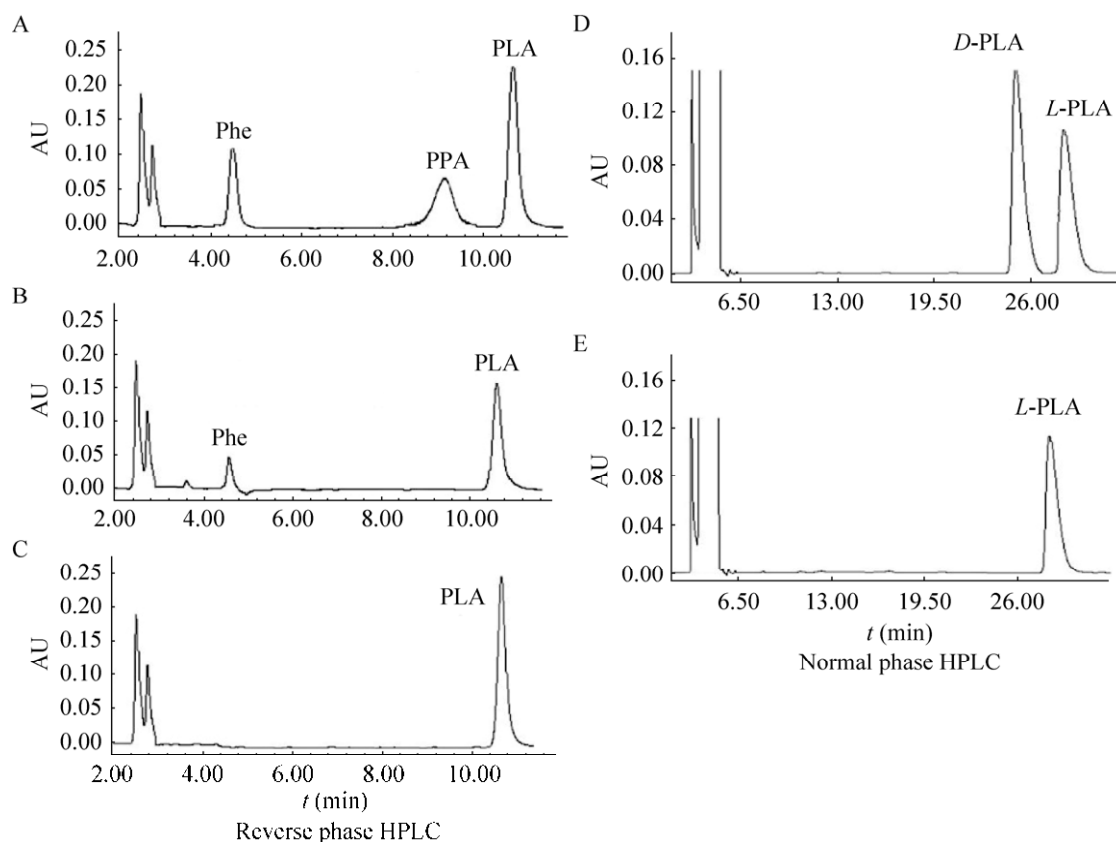 A
0.25
0.20
0.15
0.10
0.05
0.00
AU
Phe
PPA
PLA
2.00 4.00 6.00 8.00 10.00
B
0.25
0.20
0.15
0.10
0.05
0.00
AU
Phe
PLA
2.00 4.00 6.00 8.00 10.00
C
0.25
0.20
0.15
0.10
0.05
0.00
AU
PLA
2.00 4.00 6.00 8.00 10.00
t (min)
Reverse phase HPLC
D
0.16
0.12
0.08
0.04
0.00
AU
D-PLA
L-PLA
6.50 13.00 19.50 26.00
E
0.16
0.12
0.08
0.04
0.00
AU
L-PLA
6.50 13.00 19.50 26.00
t (min)
Normal phase HPLC